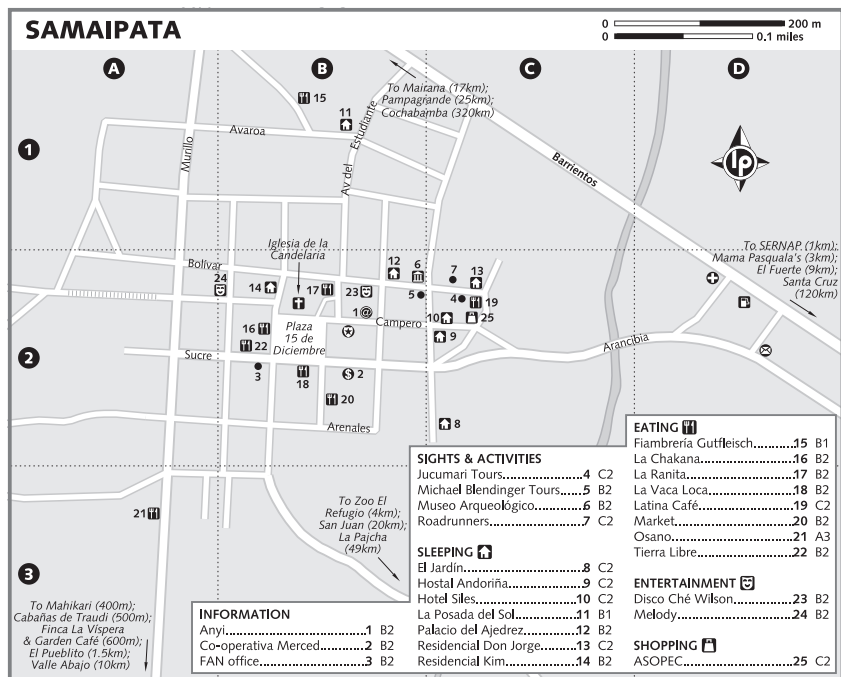 SAMAIPATA
0 200 m
0 0.1 miles
A B C D
1
2
3
To Mairana (17km);
Pampagrande (25km);
Cochabamba (320km)
15
11
Avaroa
Murillo
Av del Estudiante
Barrientos
lp
To SERNAP (1km);
Mama Pasquala's (3km);
El Fuerte (9km);
Santa Cruz
(120km)
Iglesia de la
Candelaria
Bolívar
24
14
17
23
12
6
7
13
5
4
19
1
@
Campero
10
25
16
Plaza
15 de
Diciembre
9
22
Sucre
Arancibia
3
18
$ 2
20
Arenales
8
21
To Zoo El
Refugio (4km);
San Juan (20km);
La Pajcha
(49km)
To Mahikari (400m);
Cabañas de Traudi (500m);
Finca La Víspera
& Garden Café (600m);
El Pueblito (1.5km);
Valle Abajo (10km)
INFORMATION
Anyi....................1 B2
Co-operativa Merced.....2 B2
FAN office..............3 B2
SIGHTS & ACTIVITIES
Jucumari Tours..............4 C2
Michael Blendinger Tours....5 B2
Museo Arqueológico..........6 B2
Roadrunners.................7 C2
SLEEPING
El Jardín...................8 C2
Hostal Andoriña.............9 C2
Hotel Siles................10 C2
La Posada del Sol..........11 B1
Palacio del Ajedrez........12 B2
Residencial Don Jorge......13 C2
Residencial Kim............14 B2
EATING
Fiambrería Gutfleisch......15 B1
La Chakana.................16 B2
La Ranita..................17 B2
La Vaca Loca...............18 B2
Latina Café................19 C2
Market.....................20 B2
Osano......................21 A3
Tierra Libre...............22 B2
ENTERTAINMENT
Disco Ché Wilson...........23 B2
Melody.....................24 B2
SHOPPING
ASOPEC.....................25 C2